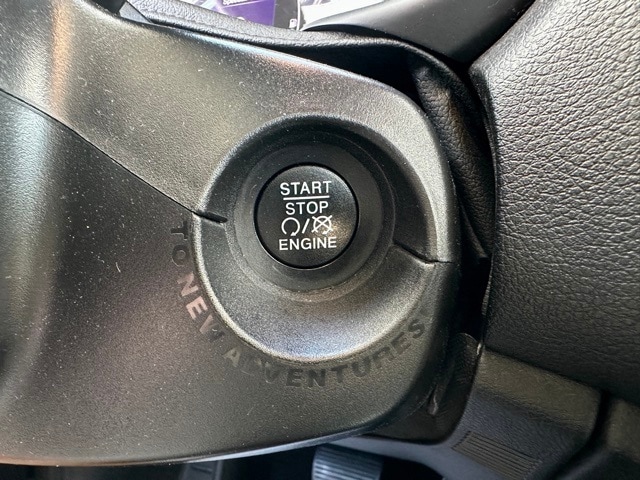 START
STOP
ENGINE
TO NEW ADVENTURES!